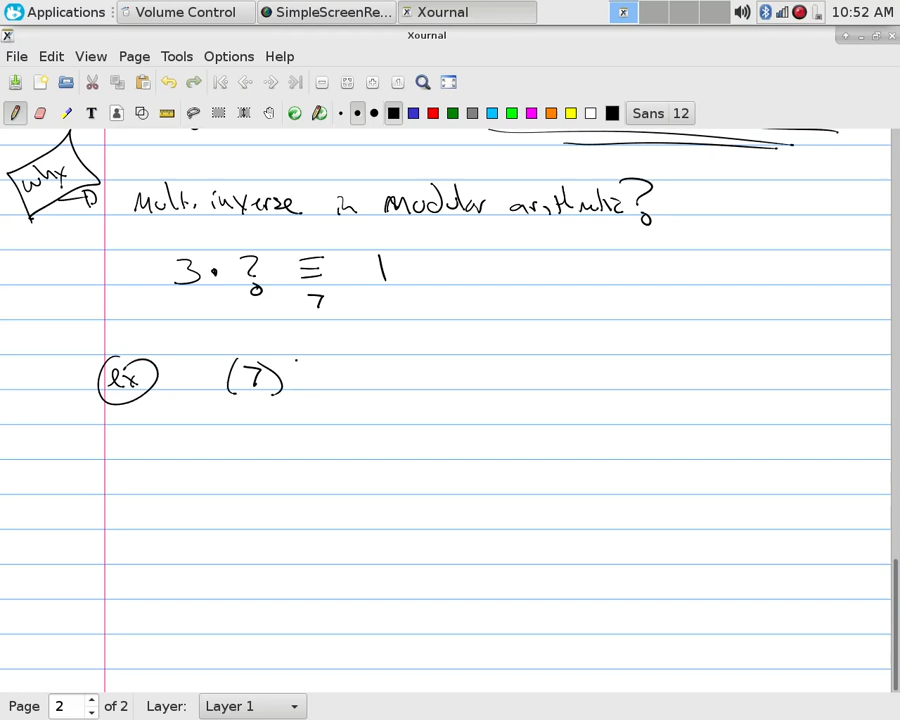 Applications Volume Control SimpleScreenRe... Xournal 10:52 AM
Xournal
File Edit View Page Tools Options Help
Sans 12
why
Mult. inverse in modular arithmetic?
3 · ? ≡ 1
7
ex (7)
Page 2 of 2 Layer: Layer 1